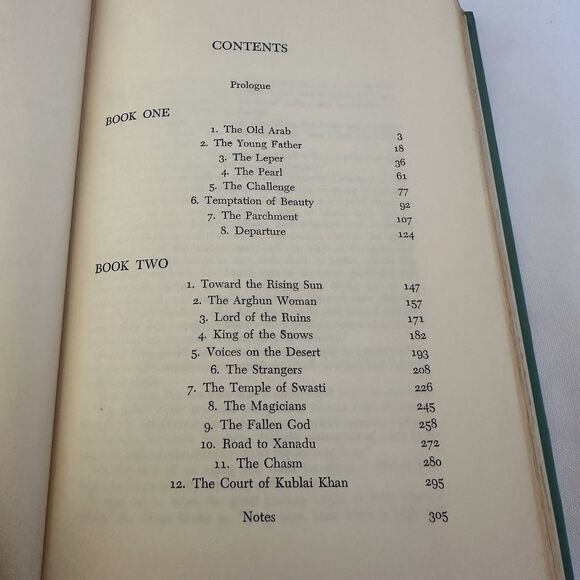 CONTENTS
Prologue
BOOK ONE
1. The Old Arab 3
2. The Young Father 18
3. The Leper 36
4. The Pearl 61
5. The Challenge 77
6. Temptation of Beauty 92
7. The Parchment 107
8. Departure 124
BOOK TWO
1. Toward the Rising Sun 147
2. The Arghun Woman 157
3. Lord of the Ruins 171
4. King of the Snows 182
5. Voices on the Desert 193
6. The Strangers 208
7. The Temple of Swasti 226
8. The Magicians 245
9. The Fallen God 258
10. Road to Xanadu 272
11. The Chasm 280
12. The Court of Kublai Khan 295
Notes 305